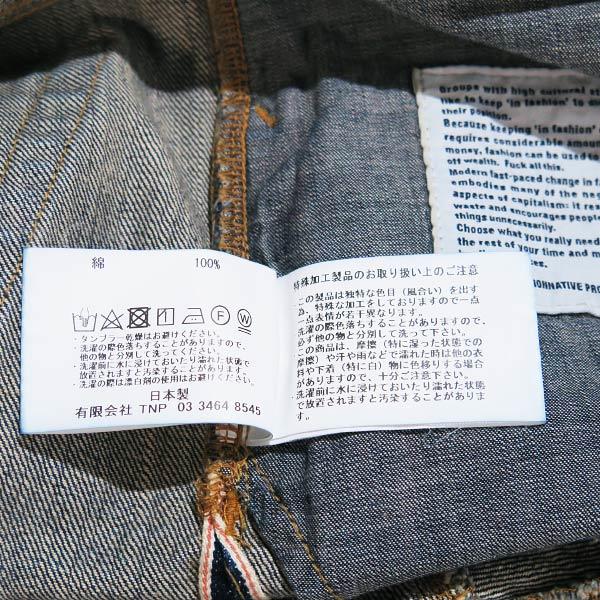 綿 100%
・タンブラー乾燥はお避けください。
・洗濯の際色落ちすることがありますので、
他の物と分別して洗ってください。
・洗濯前に水に浸けておいたり濡れた状態で
放置されますと汚染することがあります。
・洗濯の際は漂白剤の使用はお避けください。
日本製
有限会社 TNP 03 3464 8545
特殊加工製品のお取り扱い上のご注意
・この製品は独特な色目（風合い）を出す
為、特殊な加工をしておりますので一点
一点表情が若干異なります。
・洗濯の際色落ちすることがありますので、
必ず他の物と分別して洗って下さい。
・この商品は、摩擦（特に湿った状態での
摩擦）や汗や雨などで濡れた時は他の衣
料や下着（特に白）物に色移りする場合
がありますので、十分ご注意下さい。
・洗濯前に水に浸けておいたり濡れた状態
で放置されますと汚染することがありま
す。
Groups with high cultural st
like to keep 'in fashion' to
their position.
Because keeping 'in fashion'
requires considerable amoun
money, fashion can be used
off wealth. Fuck all this.
Modern fast-paced change in fa
embodies many of the neg
aspects of capitalism: it res
waste and encourages people
things unnecessarily.
Choose what you really need
the rest of your time and m
ces.
OHNATIVE PRO